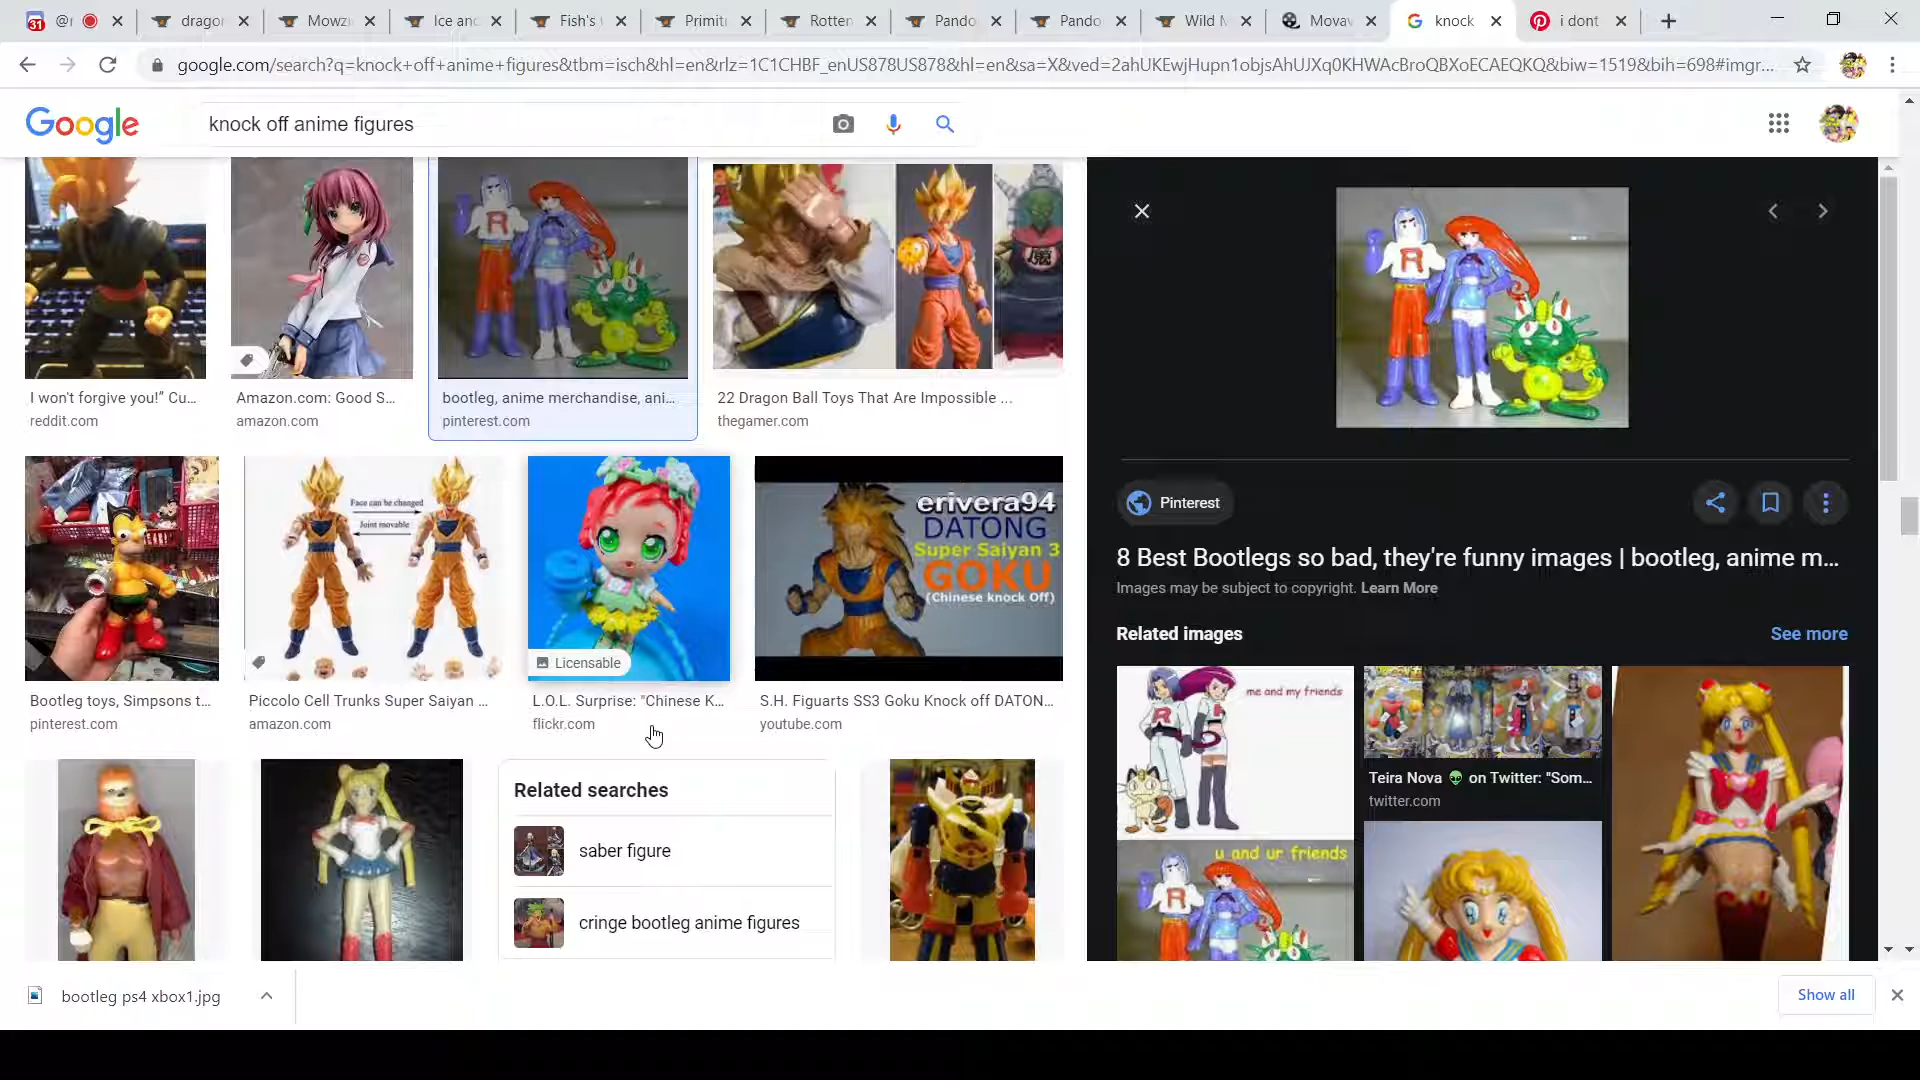 31 @r
drago
Mowzi
Ice and
Fish's
Primit
Rotten
Pando
Pando
Wild M
Movav
knock
i dont
google.com/search?q=knock+off+anime+figures&tbm=isch&hl=en&rlz=1C1CHBF_enUS878US878&hl=en&sa=X&ved=2ahUKEwjHupn1objsAhUJXq0KHWAcBroQBXoECAEQKQ&biw=1519&bih=698#imgr...
Google
knock off anime figures
I won't forgive you!” Cu...
reddit.com
Amazon.com: Good S...
amazon.com
bootleg, anime merchandise, ani...
pinterest.com
22 Dragon Ball Toys That Are Impossible ...
thegamer.com
R
R
Pinterest
8 Best Bootlegs so bad, they're funny images | bootleg, anime m...
Images may be subject to copyright. Learn More
Related images
See more
Face can be changed
Joint movable
Licensable
erivera94
DATONG
Super Saiyan 3
GOKU
(Chinese knock Off)
Bootleg toys, Simpsons t...
pinterest.com
Piccolo Cell Trunks Super Saiyan ...
amazon.com
L.O.L. Surprise: "Chinese K...
flickr.com
S.H. Figuarts SS3 Goku Knock off DATON...
youtube.com
me and my friends
R
u and ur friends
R
Teira Nova 👽 on Twitter: "Som...
twitter.com
Related searches
saber figure
cringe bootleg anime figures
bootleg ps4 xbox1.jpg
Show all